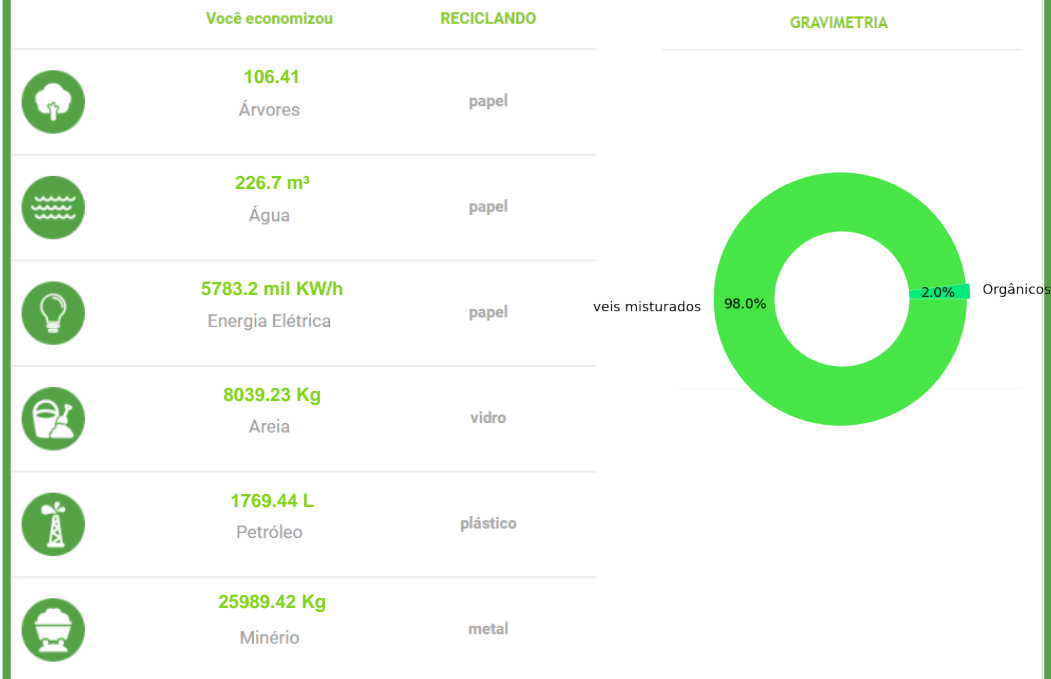 Você economizou
RECICLANDO
106.41
Árvores
papel
226.7 m³
Água
papel
5783.2 mil KW/h
Energia Elétrica
papel
8039.23 Kg
Areia
vidro
1769.44 L
Petróleo
plástico
25989.42 Kg
Minério
metal
GRAVIMETRIA
veis misturados
98.0%
2.0%
Orgânicos